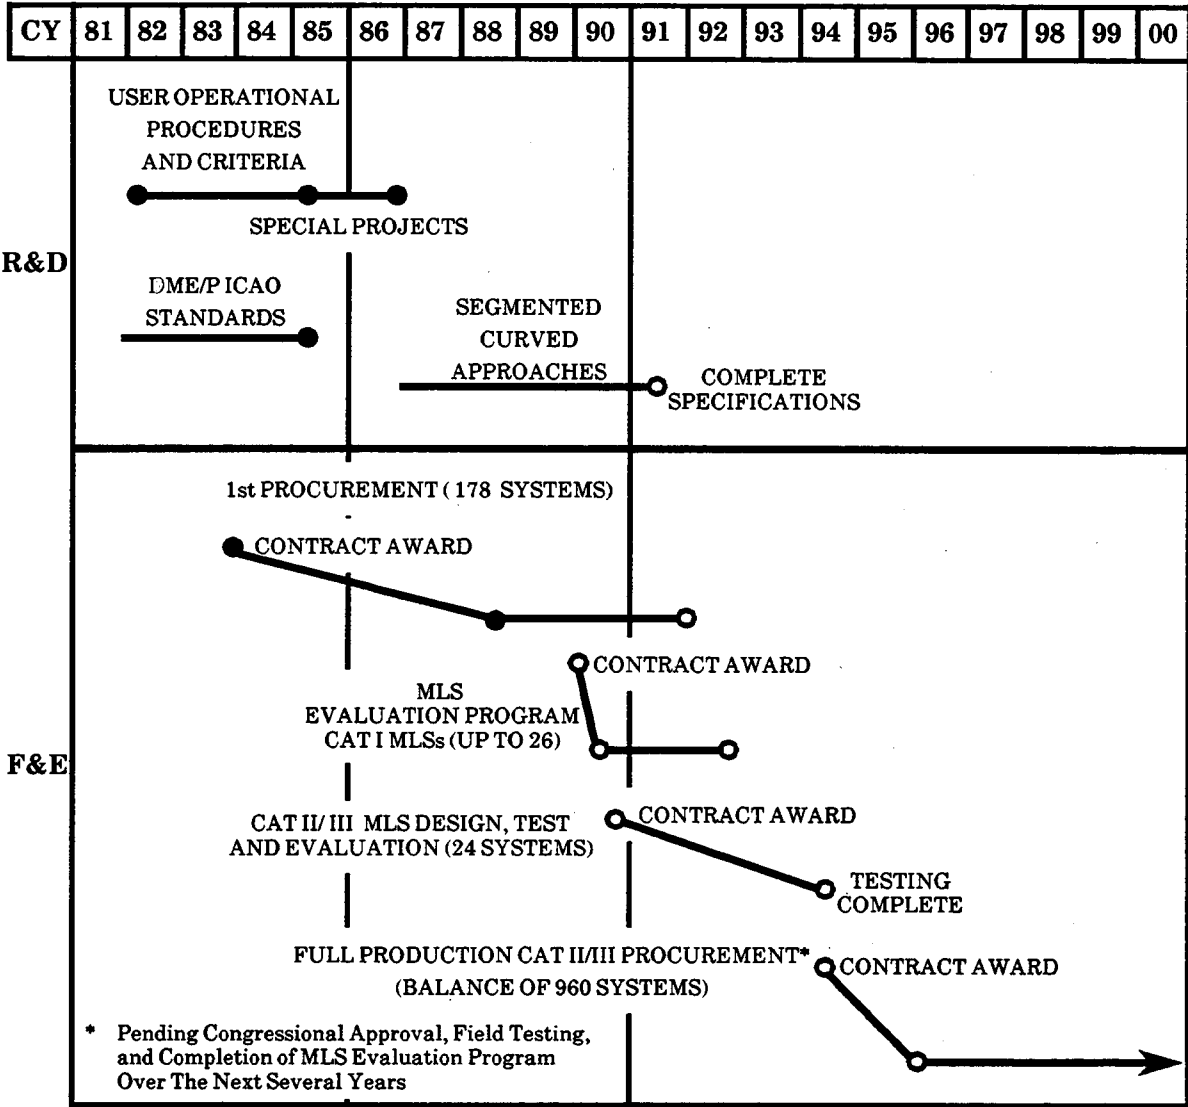 CY 81 82 83 84 85 86 87 88 89 90 91 92 93 94 95 96 97 98 99 00
USER OPERATIONAL
PROCEDURES
AND CRITERIA
SPECIAL PROJECTS
R&D
DME/P ICAO
STANDARDS
SEGMENTED
CURVED
APPROACHES
COMPLETE
SPECIFICATIONS
1st PROCUREMENT ( 178 SYSTEMS)
CONTRACT AWARD
CONTRACT AWARD
MLS
EVALUATION PROGRAM
CAT I MLSs (UP TO 26)
F&E
CONTRACT AWARD
CAT II/ III MLS DESIGN, TEST
AND EVALUATION (24 SYSTEMS)
TESTING
COMPLETE
FULL PRODUCTION CAT II/III PROCUREMENT*
(BALANCE OF 960 SYSTEMS)
CONTRACT AWARD
* Pending Congressional Approval, Field Testing,
and Completion of MLS Evaluation Program
Over The Next Several Years